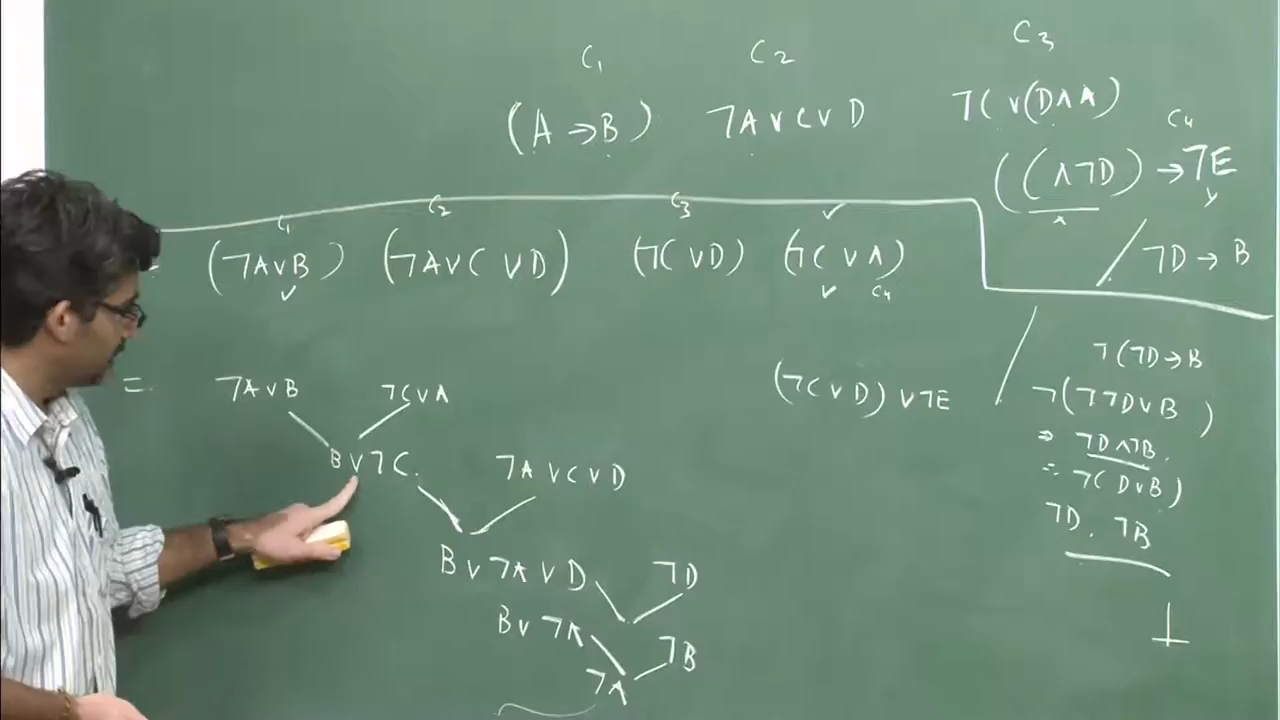 C1 C2 C3
(A → B) ¬A ∨ C ∨ D ¬C ∨ (D ∧ A)
C4
((C ∧ ¬D) → ¬E
x y
/ ¬D → B
C1 C2 C3 ✓
= (¬A ∨ B) (¬A ∨ C ∨ D) (¬C ∨ D) (¬C ∨ A)
✓ ✓ C4
= ¬A ∨ B ¬C ∨ A
B ∨ ¬C. ¬A ∨ C ∨ D
B ∨ ¬A ∨ D ¬D
B ∨ ¬A ¬B
¬A
(¬C ∨ D) ∨ ¬E /
¬(¬D → B
¬(¬¬D ∨ B)
⇒ ¬D ∧ ¬B.
∴ ¬(D ∨ B)
¬D. ¬B
⊥